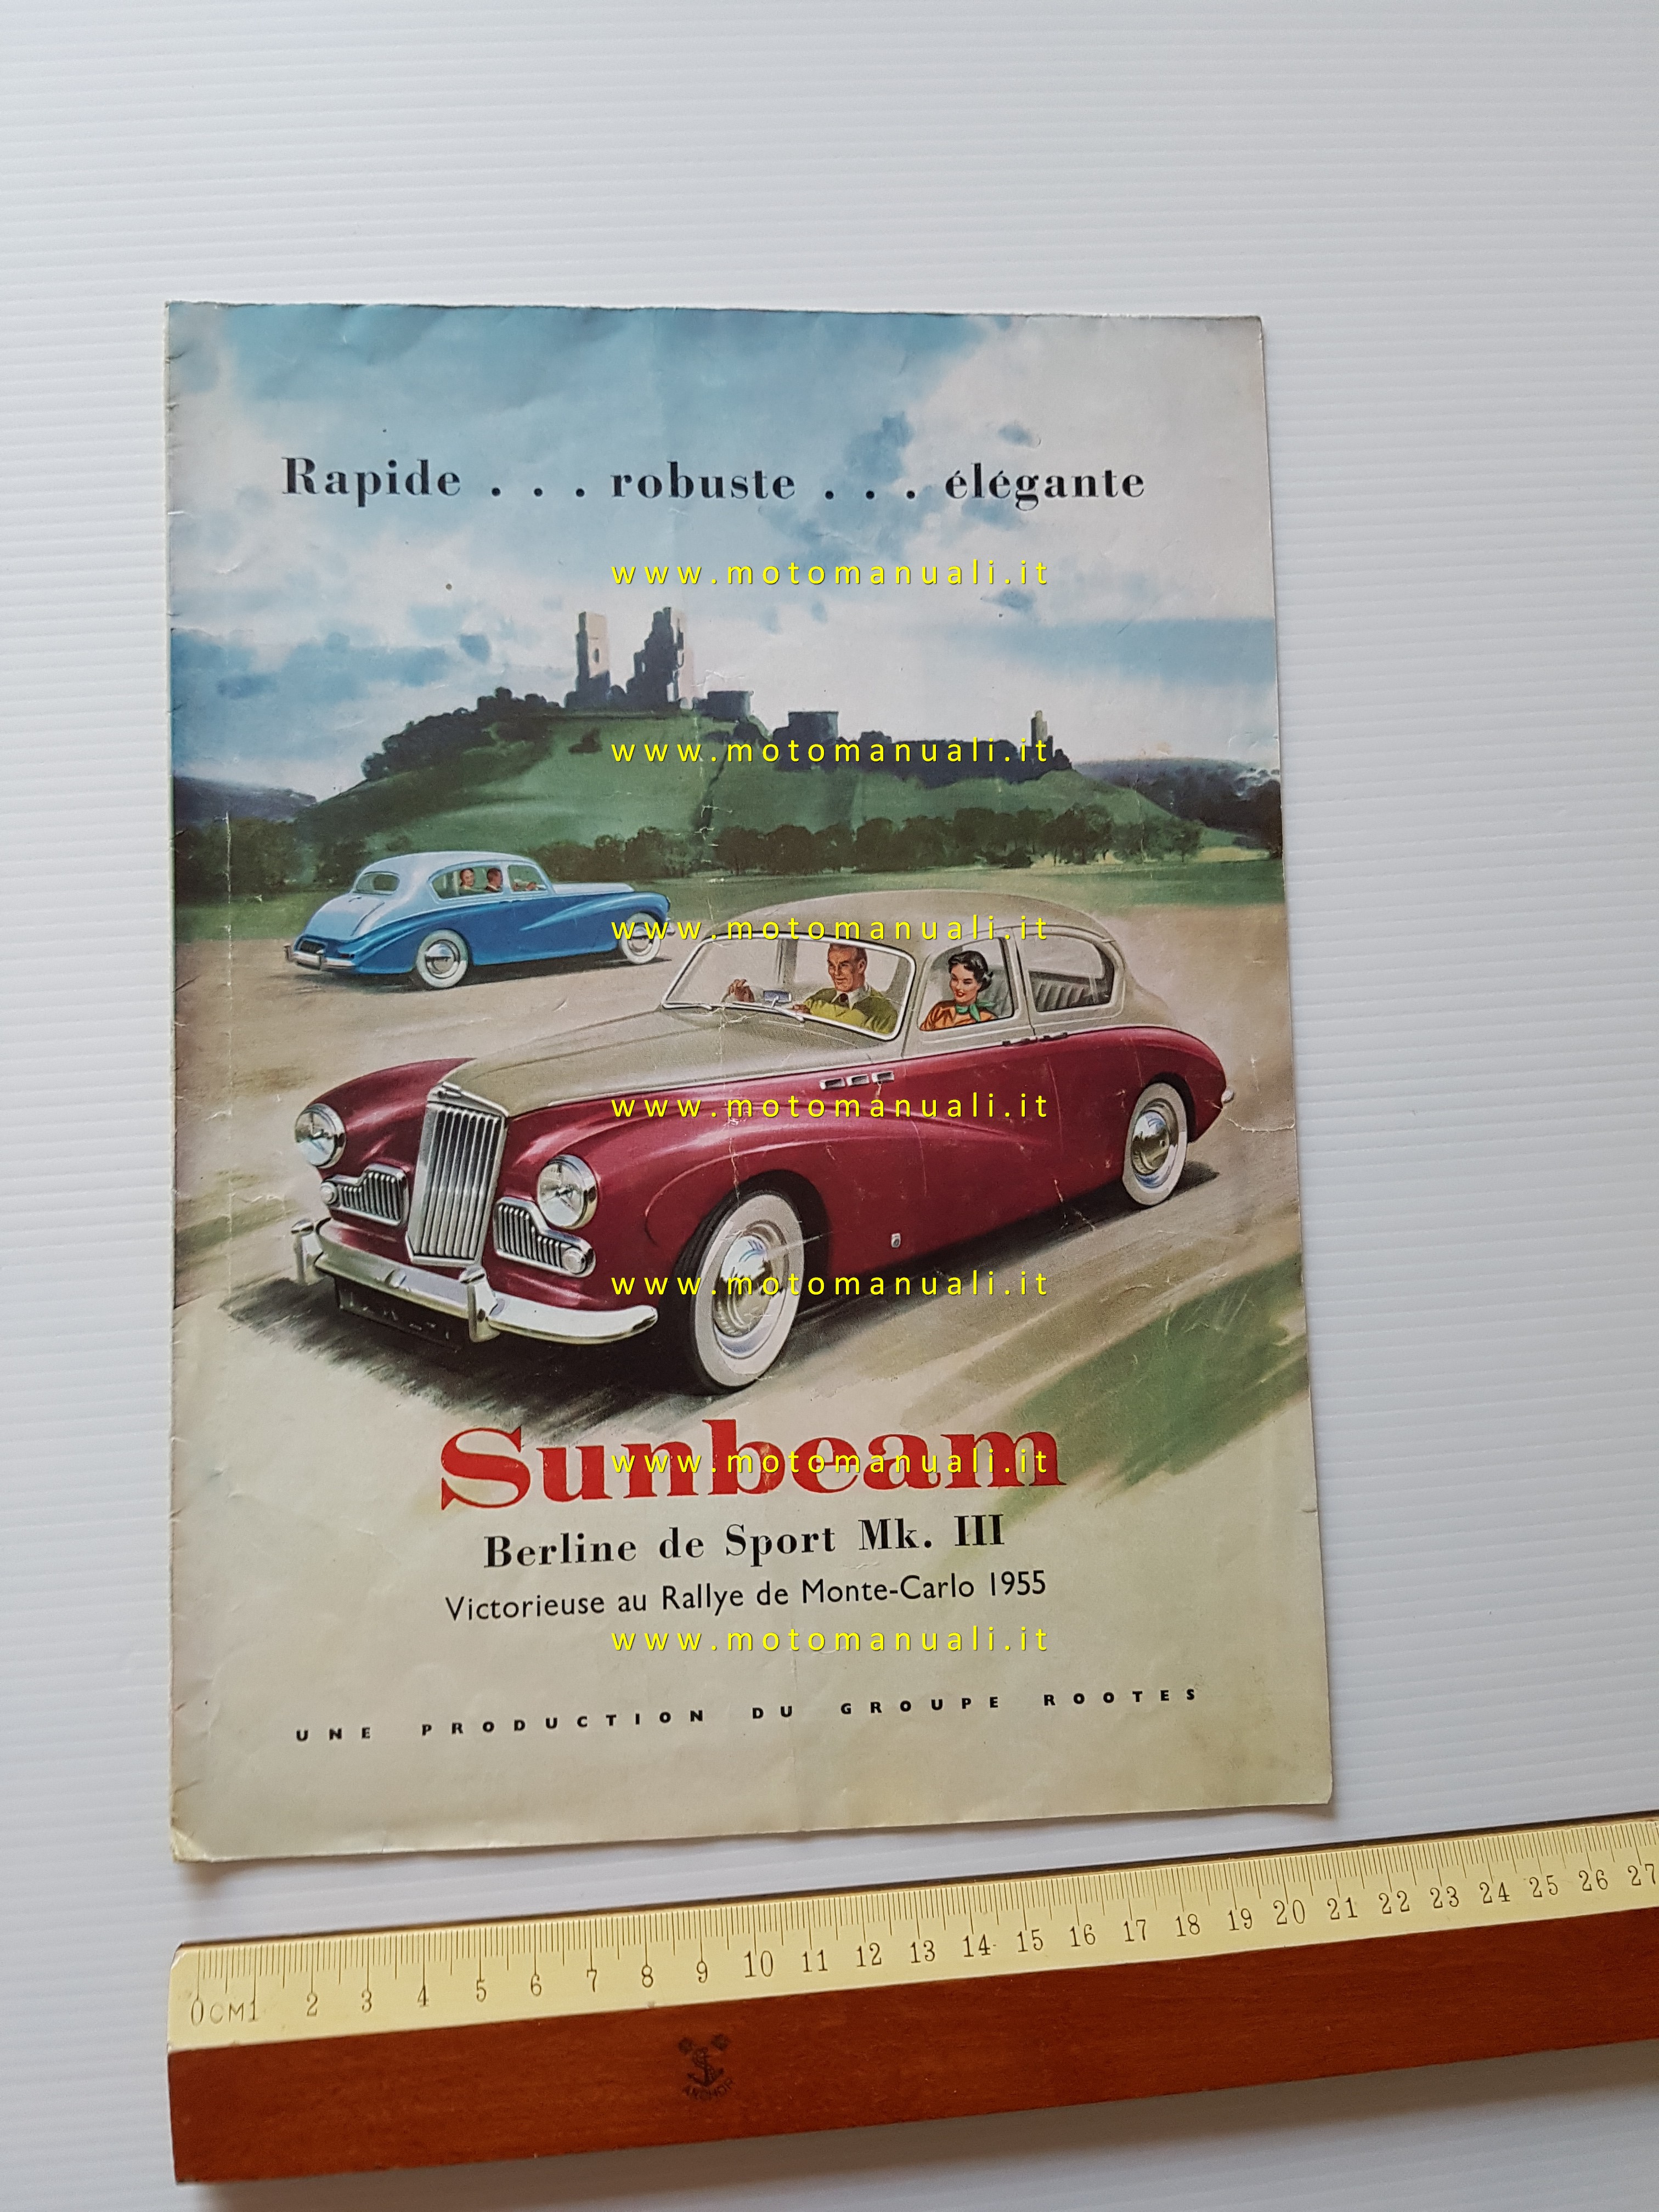 Rapide . . . robuste . . . élégante
www.motomanuali.it
www.motomanuali.it
www.motomanuali.it
www.motomanuali.it
www.motomanuali.it
Sunbeam
www.motomanuali.it
Berline de Sport Mk. III
Victorieuse au Rallye de Monte-Carlo 1955
www.motomanuali.it
UNE PRODUCTION DU GROUPE ROOTES
0CM1 2 3 4 5 6 7 8 9 10 11 12 13 14 15 16 17 18 19 20 21 22 23 24 25 26 27
ANCHOR